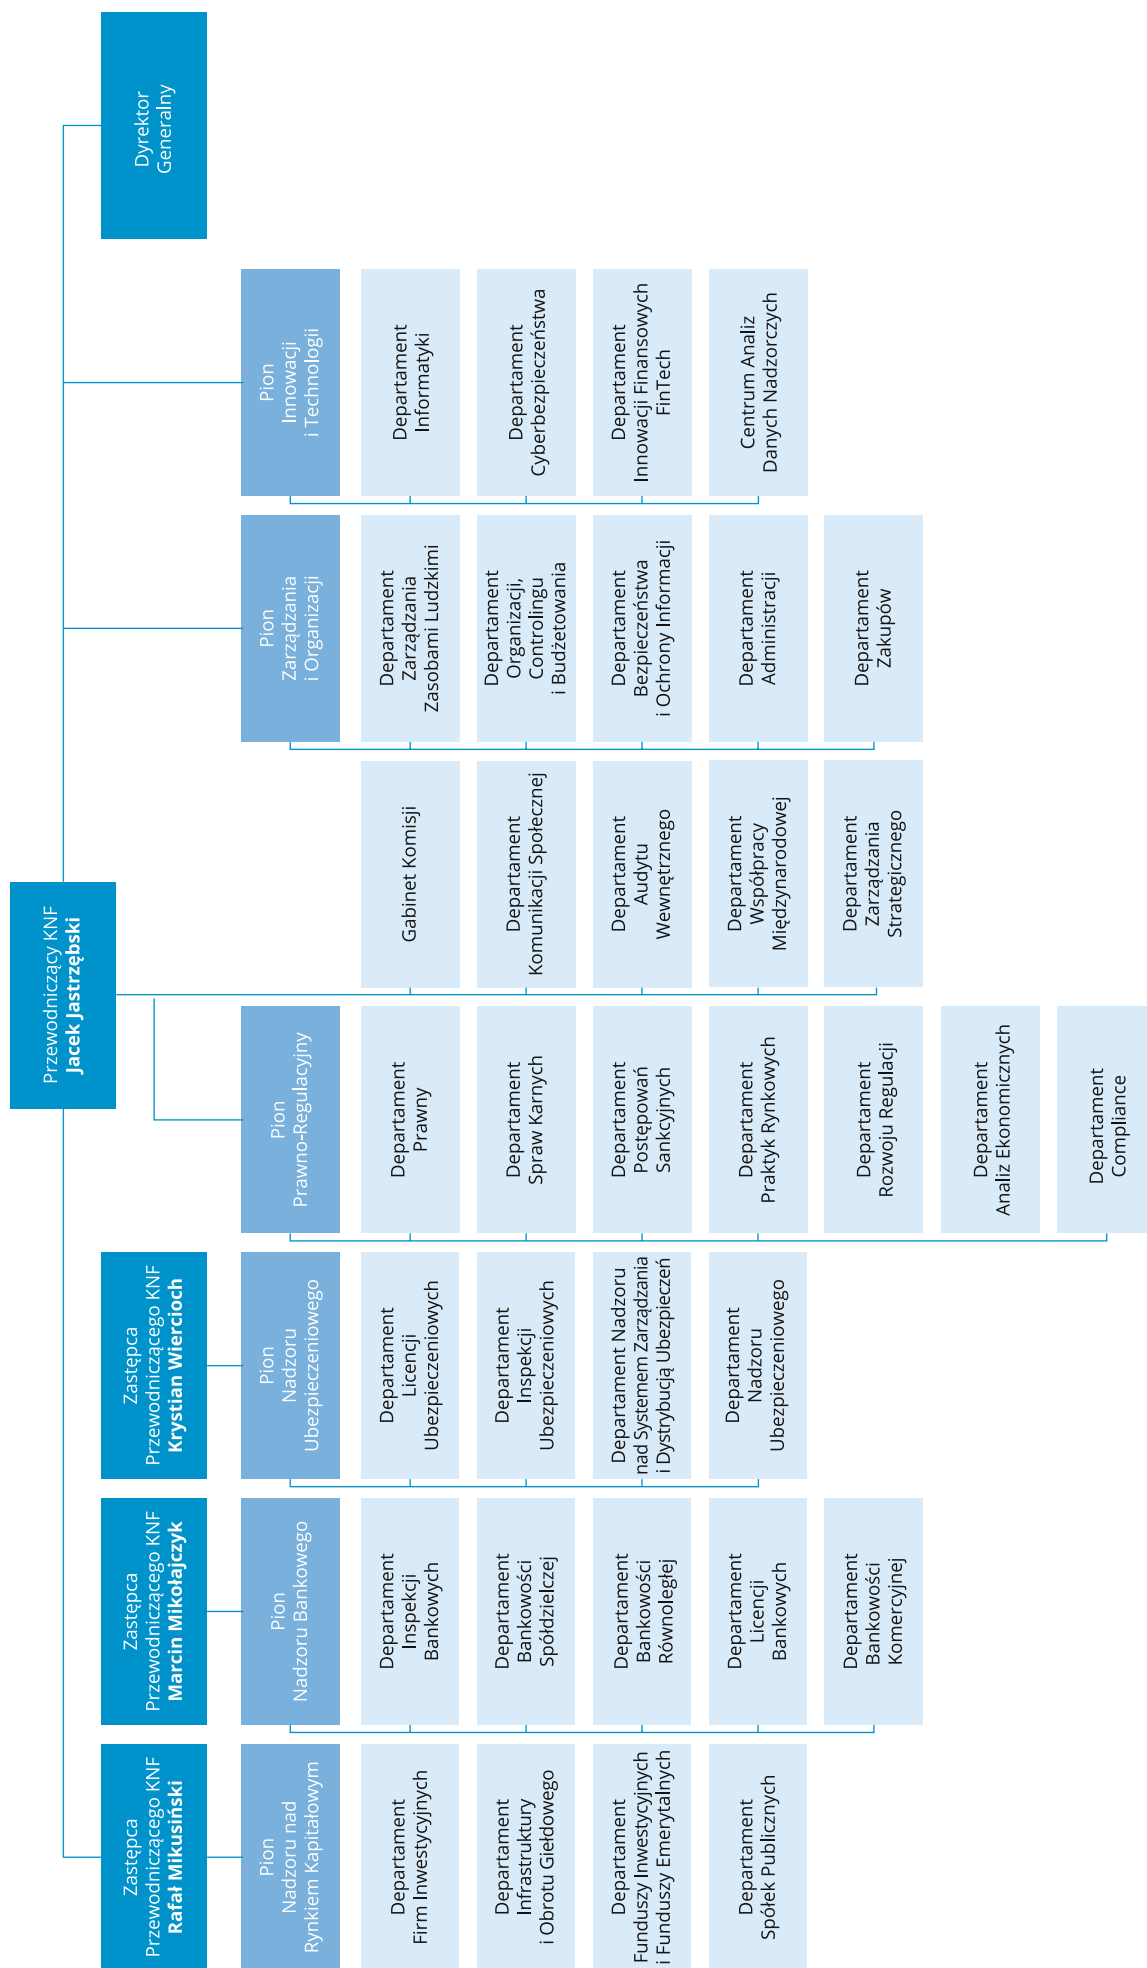 Przewodniczący KNF
Jacek Jastrzębski
Zastępca
Przewodniczącego KNF
Rafał Mikusiński
Zastępca
Przewodniczącego KNF
Marcin Mikołajczyk
Zastępca
Przewodniczącego KNF
Krystian Wiercioch
Dyrektor
Generalny
Pion
Nadzoru nad
Rynkiem Kapitałowym
Departament
Firm Inwestycyjnych
Departament
Infrastruktury
i Obrotu Giełdowego
Departament
Funduszy Inwestycyjnych
i Funduszy Emerytalnych
Departament
Spółek Publicznych
Pion
Nadzoru Bankowego
Departament
Inspekcji
Bankowych
Departament
Bankowości
Spółdzielczej
Departament
Bankowości
Równoległej
Departament
Licencji
Bankowych
Departament
Bankowości
Komercyjnej
Pion
Nadzoru
Ubezpieczeniowego
Departament
Licencji
Ubezpieczeniowych
Departament
Inspekcji
Ubezpieczeniowych
Departament Nadzoru
nad Systemem Zarządzania
i Dystrybucją Ubezpieczeń
Departament
Nadzoru
Ubezpieczeniowego
Pion
Prawno-Regulacyjny
Departament
Prawny
Departament
Spraw Karnych
Departament
Postępowań
Sankcyjnych
Departament
Praktyk Rynkowych
Departament
Rozwoju Regulacji
Departament
Analiz Ekonomicznych
Departament
Compliance
Gabinet Komisji
Departament
Komunikacji Społecznej
Departament
Audytu
Wewnętrznego
Departament
Współpracy
Międzynarodowej
Departament
Zarządzania
Strategicznego
Pion
Zarządzania
i Organizacji
Departament
Zarządzania
Zasobami Ludzkimi
Departament
Organizacji,
Controlingu
i Budżetowania
Departament
Bezpieczeństwa
i Ochrony Informacji
Departament
Administracji
Departament
Zakupów
Pion
Innowacji
i Technologii
Departament
Informatyki
Departament
Cyberbezpieczeństwa
Departament
Innowacji Finansowych
FinTech
Centrum Analiz
Danych Nadzorczych